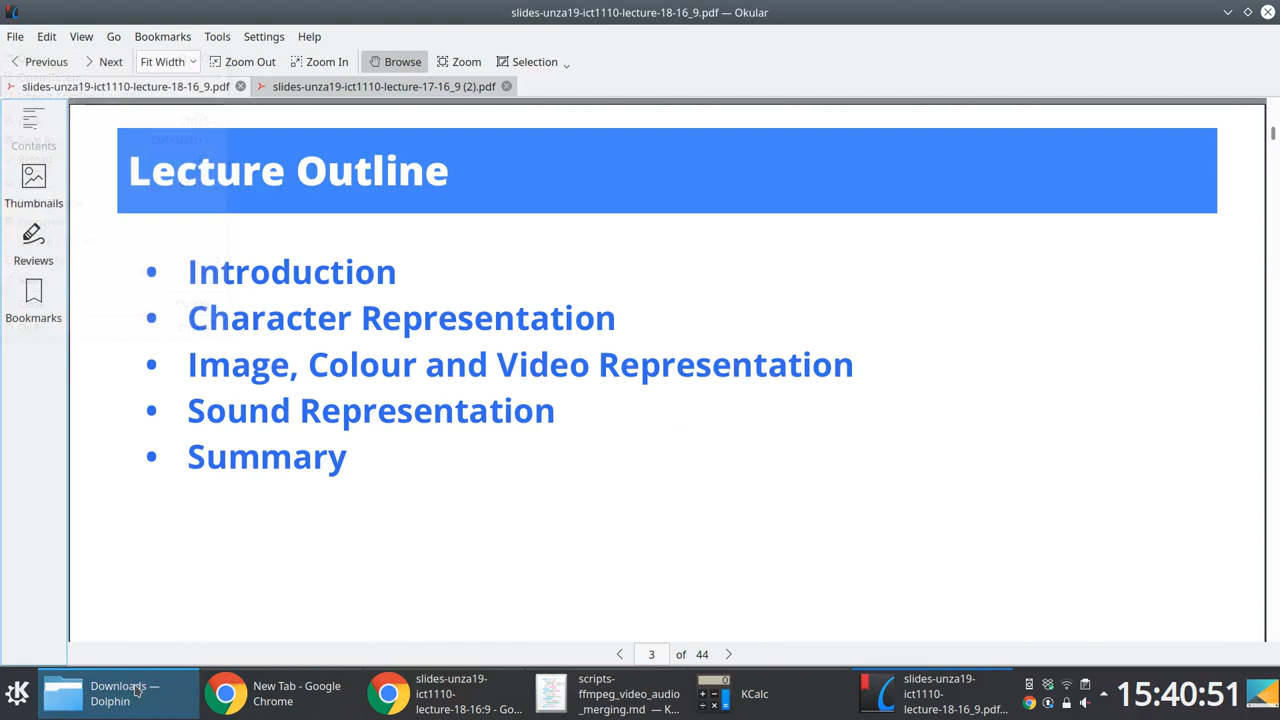 slides-unza19-ict1110-lecture-18-16_9.pdf — Okular
File Edit View Go Bookmarks Tools Settings Help
Previous Next Fit Width Zoom Out Zoom In Browse Zoom Selection
slides-unza19-ict1110-lecture-18-16_9.pdf slides-unza19-ict1110-lecture-17-16_9 (2).pdf
Contents
Thumbnails
Reviews
Bookmarks
Lecture Outline
• Introduction
• Character Representation
• Image, Colour and Video Representation
• Sound Representation
• Summary
3 of 44
Downloads —
Dolphin
New Tab - Google
Chrome
slides-unza19-
ict1110-
lecture-18-16:9 - Go...
scripts-
ffmpeg_video_audio
_merging.md — K...
KCalc
slides-unza19-
ict1110-
lecture-18-16_9.pdf...
15:40:51